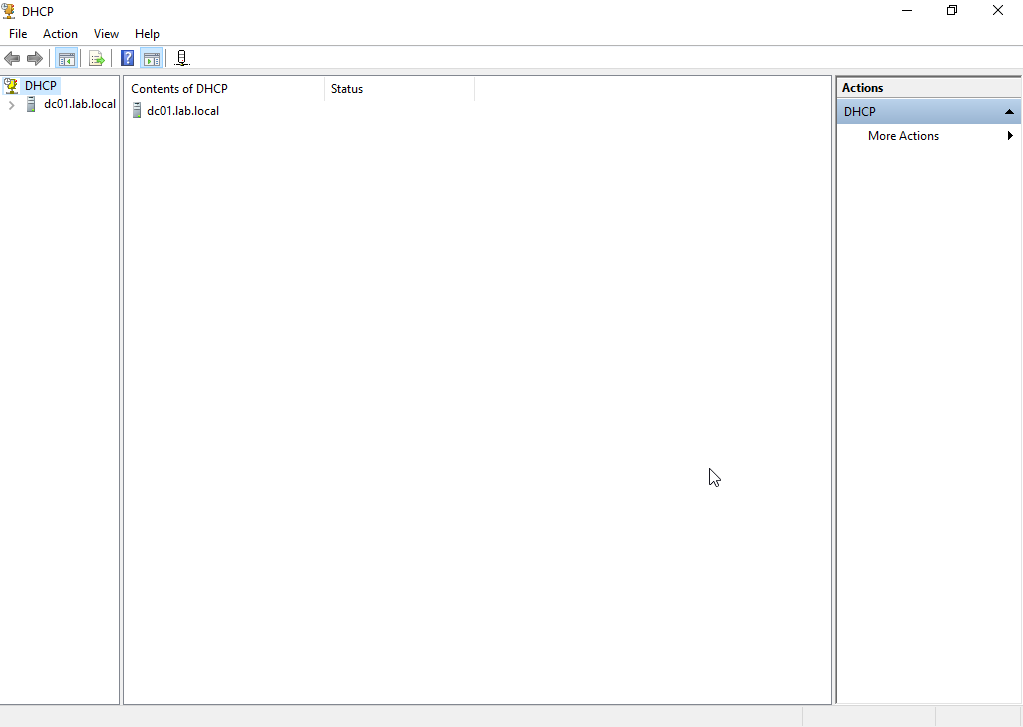 DHCP
File Action View Help
DHCP
dc01.lab.local
Contents of DHCP Status
dc01.lab.local
Actions
DHCP
More Actions